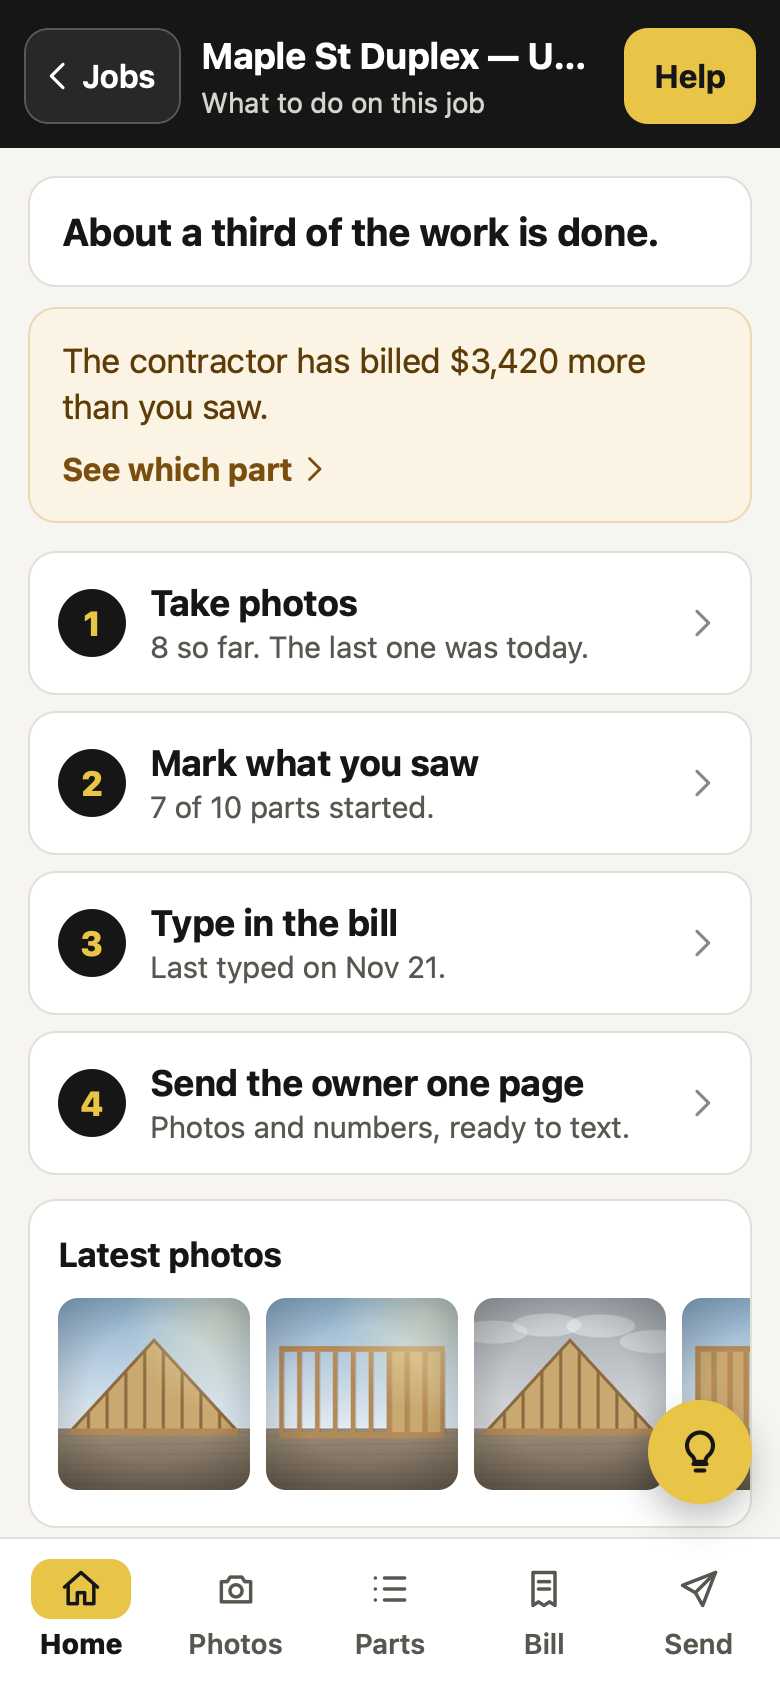 Jobs
Maple St Duplex — U...
What to do on this job
Help
About a third of the work is done.
The contractor has billed $3,420 more
than you saw.
See which part
1
Take photos
8 so far. The last one was today.
2
Mark what you saw
7 of 10 parts started.
3
Type in the bill
Last typed on Nov 21.
4
Send the owner one page
Photos and numbers, ready to text.
Latest photos
Home
Photos
Parts
Bill
Send